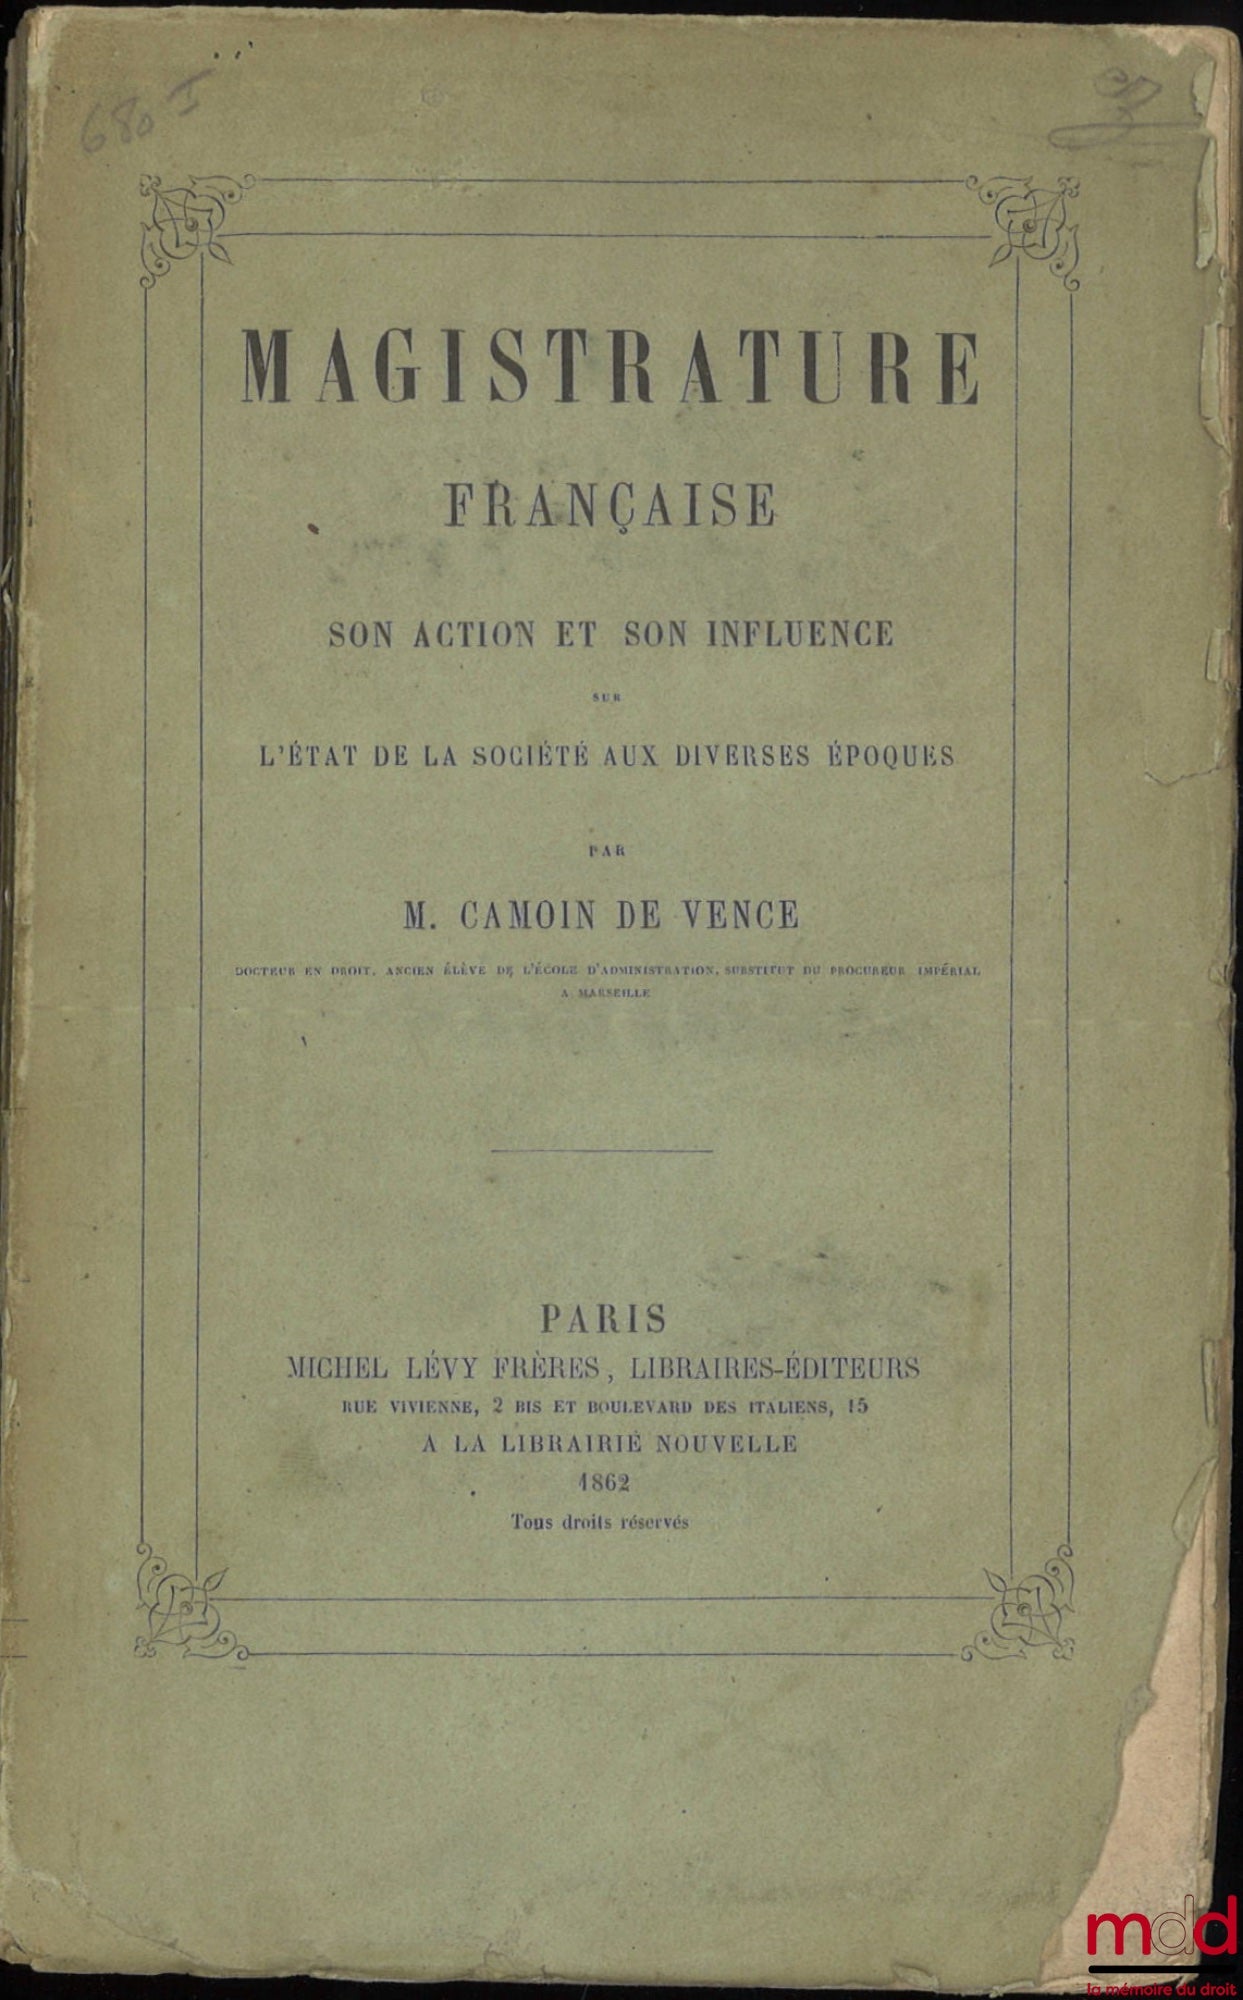 680 I
MAGISTRATURE
FRANÇAISE
SON ACTION ET SON INFLUENCE
SUR
L'ÉTAT DE LA SOCIÉTÉ AUX DIVERSES ÉPOQUES
PAR
M. CAMOIN DE VENCE
DOCTEUR EN DROIT, ANCIEN ÉLÈVE DE L'ÉCOLE D'ADMINISTRATION, SUBSTITUT DU PROCUREUR IMPÉRIAL
A MARSEILLE
PARIS
MICHEL LÉVY FRÈRES, LIBRAIRES-ÉDITEURS
RUE VIVIENNE, 2 BIS ET BOULEVARD DES ITALIENS, 15
A LA LIBRAIRIE NOUVELLE
1862
Tous droits réservés
mdd
la mémoire du droit